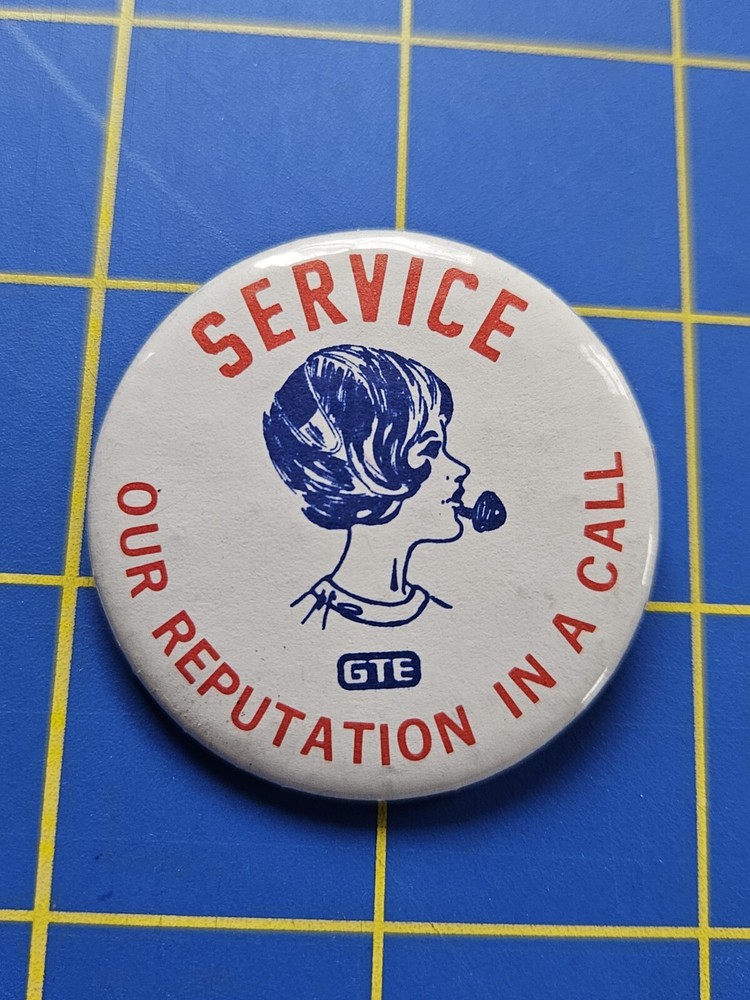 SERVICE
GTE
OUR REPUTATION IN A CALL